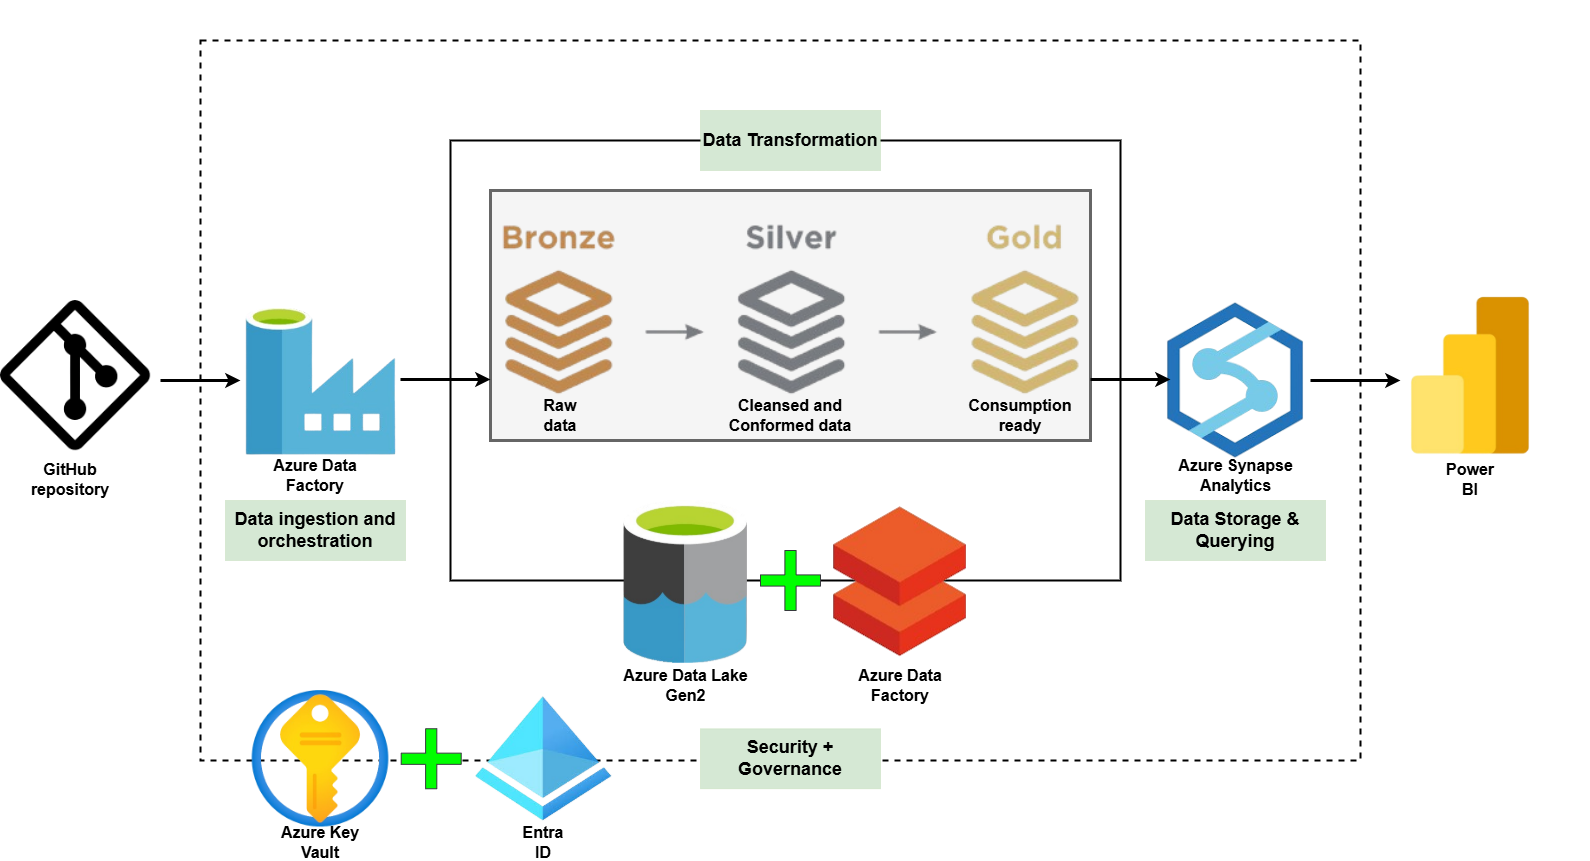 Data Transformation
Bronze
Silver
Gold
Raw
data
Cleansed and
Conformed data
Consumption
ready
GitHub
repository
Azure Data
Factory
Data ingestion and
orchestration
Azure Synapse
Analytics
Data Storage &
Querying
Power
BI
Azure Data Lake
Gen2
Azure Data
Factory
Security +
Governance
Azure Key
Vault
Entra
ID